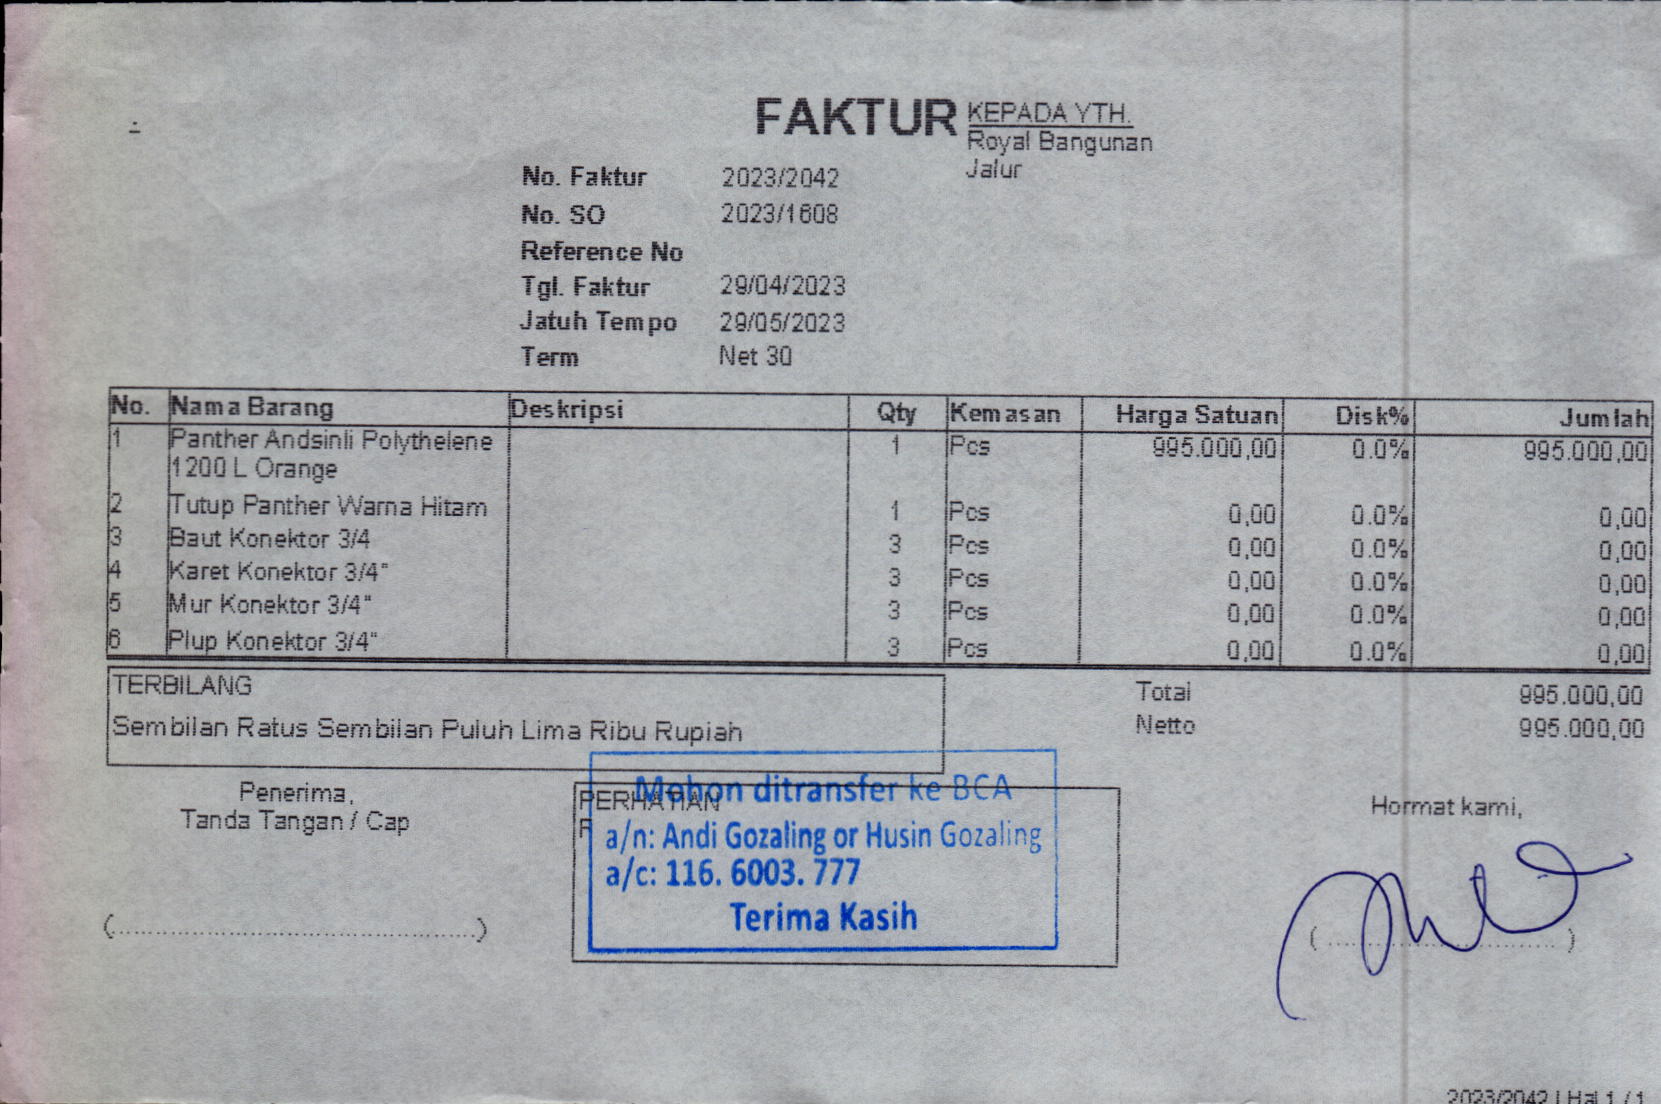 FAKTUR
KEPADA YTH.
Royal Bangunan
Jalur
No. Faktur 2023/2042
No. SO 2023/1608
Reference No
Tgl. Faktur 29/04/2023
Jatuh Tempo 29/05/2023
Term Net 30
No. Nama Barang Deskripsi Qty Kemasan Harga Satuan Disk% Jumlah
1 Panther Andsinli Polythelene 1 Pcs 995.000,00 0.0% 995.000,00
1200 L Orange
2 Tutup Panther Warna Hitam 1 Pcs 0,00 0.0% 0,00
3 Baut Konektor 3/4 3 Pcs 0,00 0.0% 0,00
4 Karet Konektor 3/4" 3 Pcs 0,00 0.0% 0,00
5 Mur Konektor 3/4" 3 Pcs 0,00 0.0% 0,00
6 Plup Konektor 3/4" 3 Pcs 0,00 0.0% 0,00
TERBILANG
Sembilan Ratus Sembilan Puluh Lima Ribu Rupiah
Total 995.000,00
Netto 995.000,00
Penerima,
Tanda Tangan / Cap
PERHATIAN
Mohon ditransfer ke BCA
a/n: Andi Gozaling or Husin Gozaling
a/c: 116. 6003. 777
Terima Kasih
Hormat kami,
2023/2042 | Hal 1 / 1